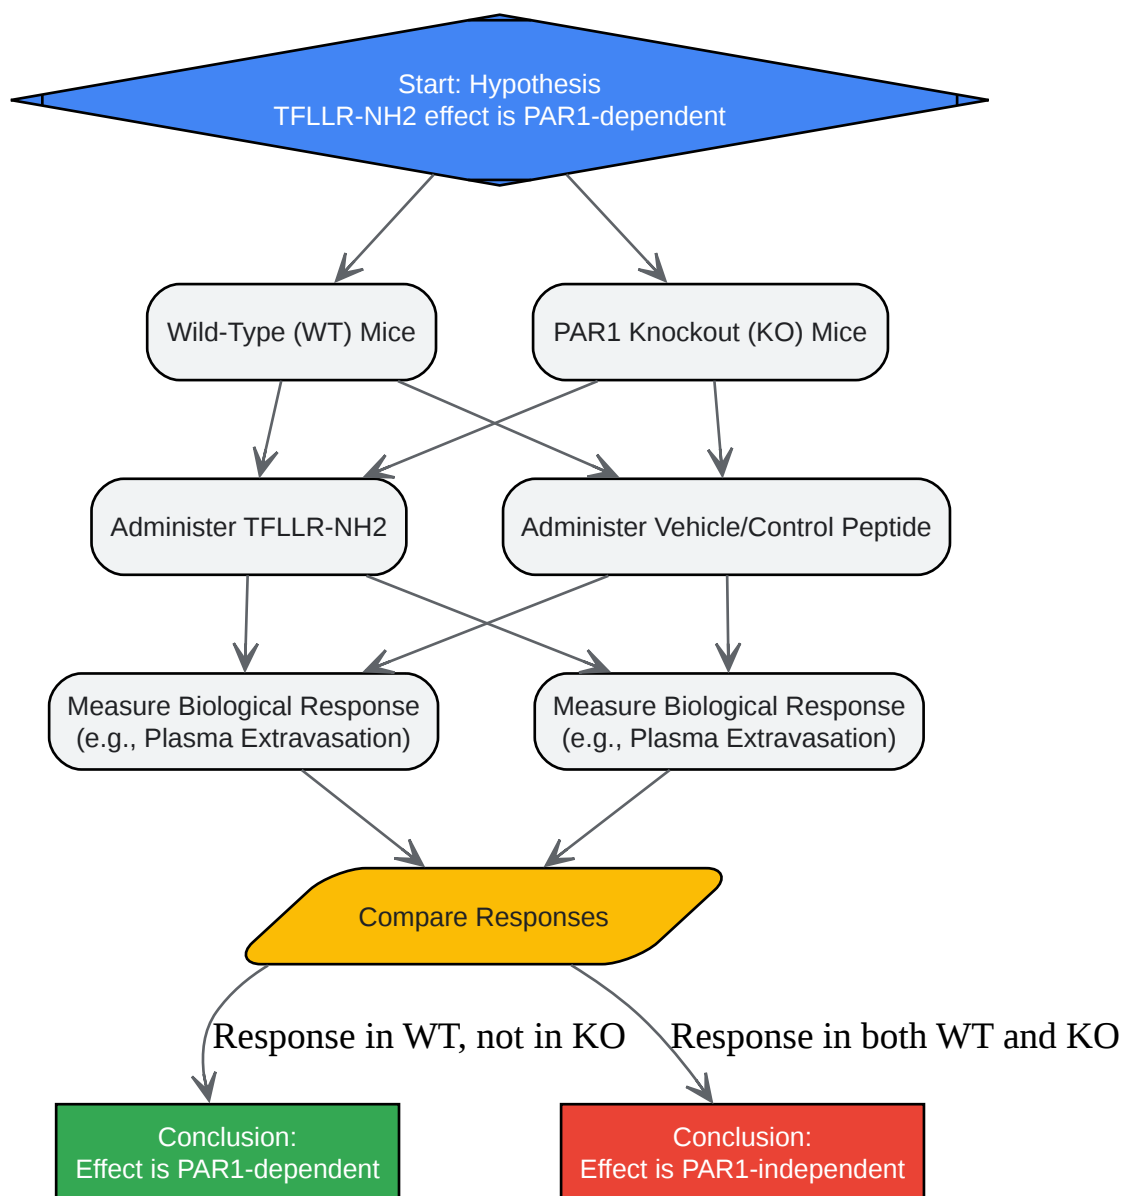 Start: Hypothesis
TFLLR-NH2 effect is PAR1-dependent
Wild-Type (WT) Mice
PAR1 Knockout (KO) Mice
Administer TFLLR-NH2
Administer Vehicle/Control Peptide
Measure Biological Response
(e.g., Plasma Extravasation)
Measure Biological Response
(e.g., Plasma Extravasation)
Compare Responses
Response in WT, not in KO
Response in both WT and KO
Conclusion:
Effect is PAR1-dependent
Conclusion:
Effect is PAR1-independent